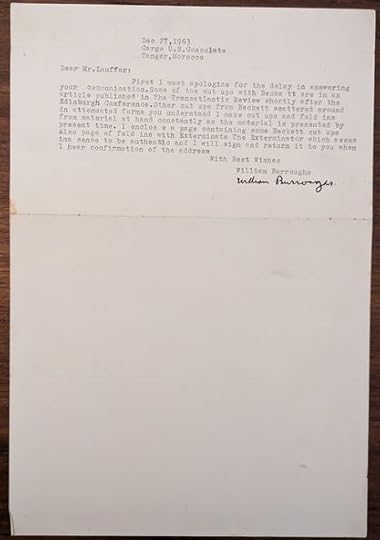 Dec 27,1963
Cargo U.S.Consulate
Tanger,Morocco
Dear Mr.Lauffer:
First I must apologize for the delay in answering
your communication.Some of the cut ups with Becke tt are in an
article published in The Transatlantic Review shortly after the
Edinburgh Conference.Other cut ups from Beckett scattered around
in attenuated forms you understand I make cut ups and fold ins
from material at hand constantly as the material is presented by
present time. I enclos e a page containing some Beckett cut ups
Also page of fold ins with Exterminate The Exterminator which seems
in sense to be authentic and I will sign and return it to you when
I hear confirmation of the address
With Best Wishes
William Burroughs
William Burroughs.